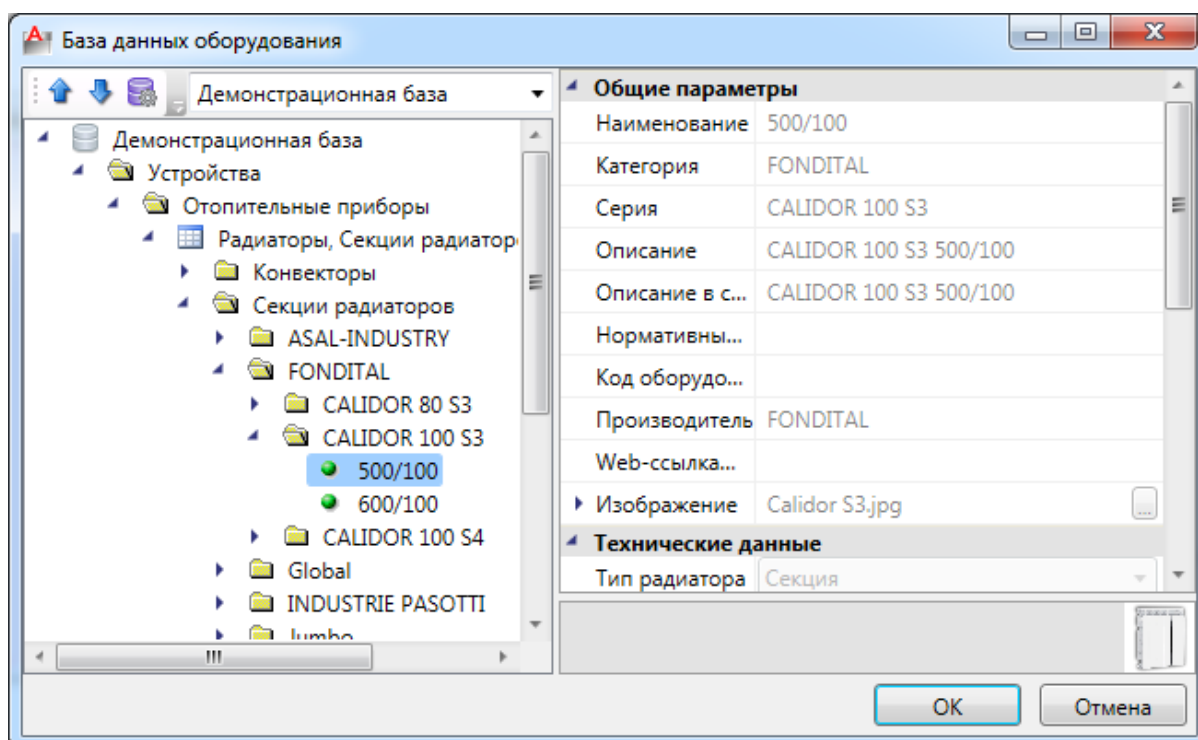 База данных оборудования
Демонстрационная база
Демонстрационная база
Устройства
Отопительные приборы
Радиаторы, Секции радиатор
Конвекторы
Секции радиаторов
ASAL-INDUSTRY
FONDITAL
CALIDOR 80 S3
CALIDOR 100 S3
500/100
600/100
CALIDOR 100 S4
Global
INDUSTRIE PASOTTI
Jumbo
Общие параметры
Наименование 500/100
Категория FONDITAL
Серия CALIDOR 100 S3
Описание CALIDOR 100 S3 500/100
Описание в с... CALIDOR 100 S3 500/100
Нормативны...
Код оборудо...
Производитель FONDITAL
Web-ссылка...
Изображение Calidor S3.jpg ...
Технические данные
Тип радиатора Секция
OK Отмена